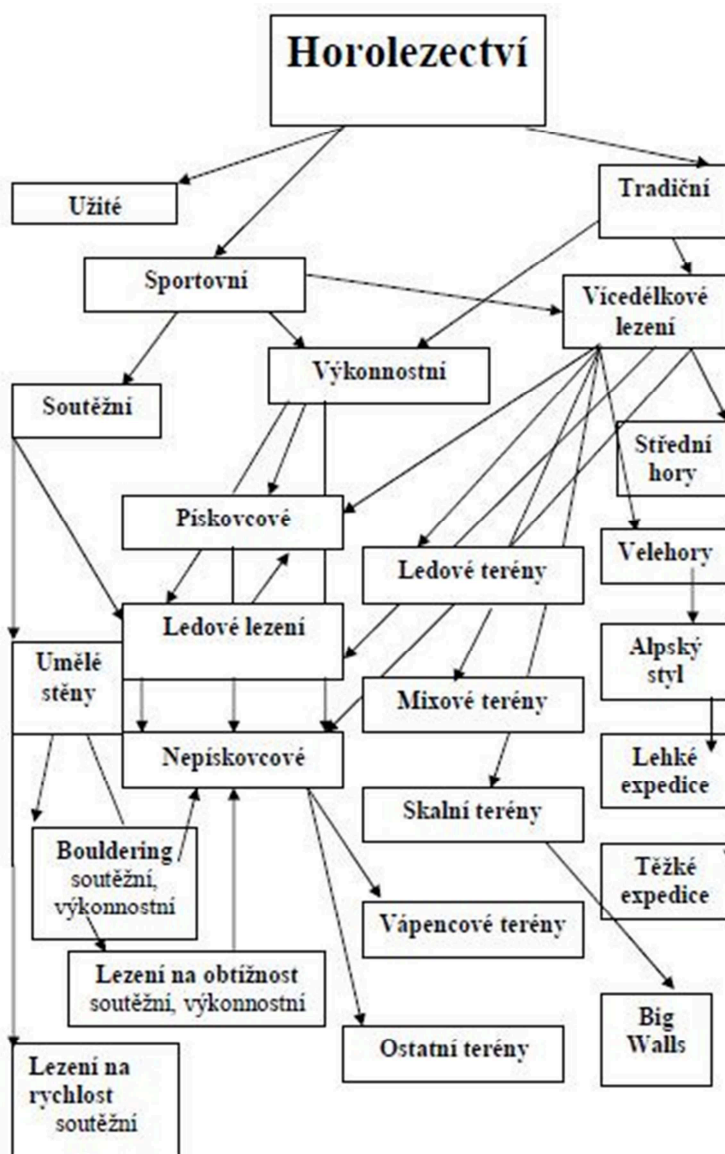 Horolezectví
Užité
Tradiční
Sportovní
Vícedélkové
lezení
Výkonnostní
Soutěžní
Střední
hory
Pískovcové
Ledové terény
Velehory
Ledové lezení
Umělé
stěny
Alpský
styl
Mixové terény
Nepískovcové
Lehké
expedice
Skalní terény
Bouldering
soutěžní,
výkonnostní
Těžké
expedice
Vápencové terény
Lezení na obtížnost
soutěžní, výkonnostní
Big
Walls
Ostatní terény
Lezení na
rychlost
soutěžní